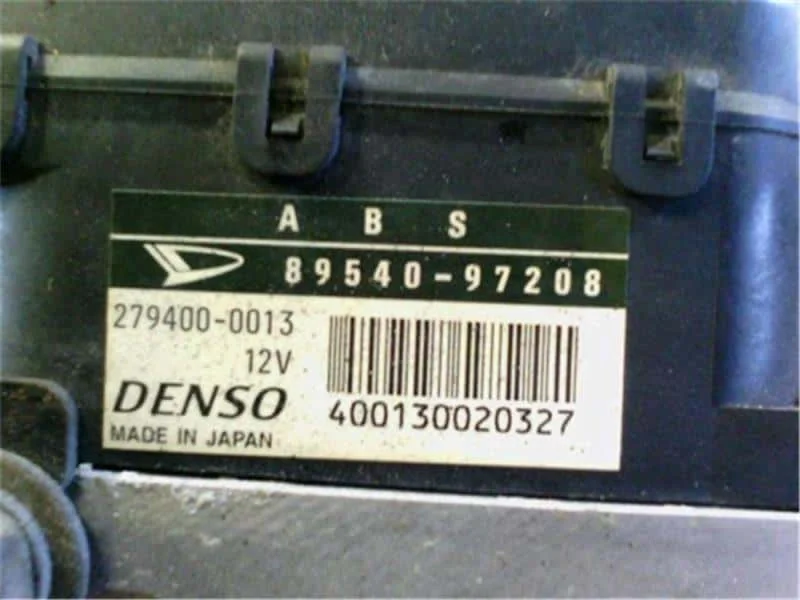 A B S
89540-97208
279400-0013
12V
DENSO
MADE IN JAPAN
400130020327